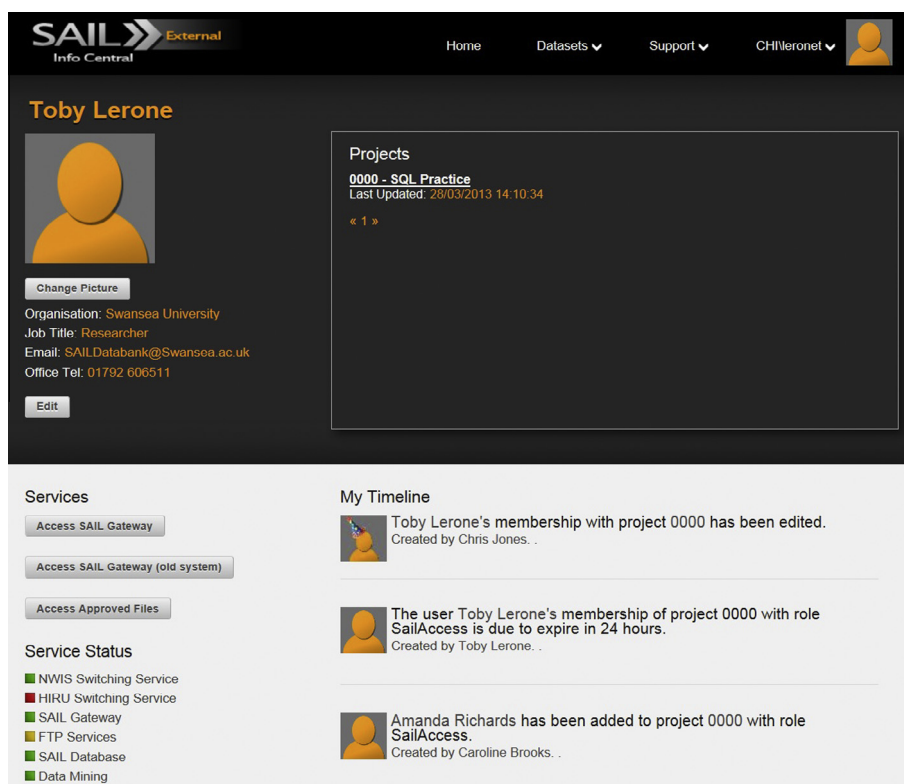 SAIL External
Info Central
Home Datasets Support CHI\leronet
Toby Lerone
Change Picture
Organisation: Swansea University
Job Title: Researcher
Email: SAILDatabank@Swansea.ac.uk
Office Tel: 01792 606511
Edit
Projects
0000 - SQL Practice
Last Updated: 28/03/2013 14:10:34
« 1 »
Services
Access SAIL Gateway
Access SAIL Gateway (old system)
Access Approved Files
Service Status
NWIS Switching Service
HIRU Switching Service
SAIL Gateway
FTP Services
SAIL Database
Data Mining
My Timeline
Toby Lerone's membership with project 0000 has been edited.
Created by Chris Jones. .
The user Toby Lerone's membership of project 0000 with role
SailAccess is due to expire in 24 hours.
Created by Toby Lerone. .
Amanda Richards has been added to project 0000 with role
SailAccess.
Created by Caroline Brooks. .